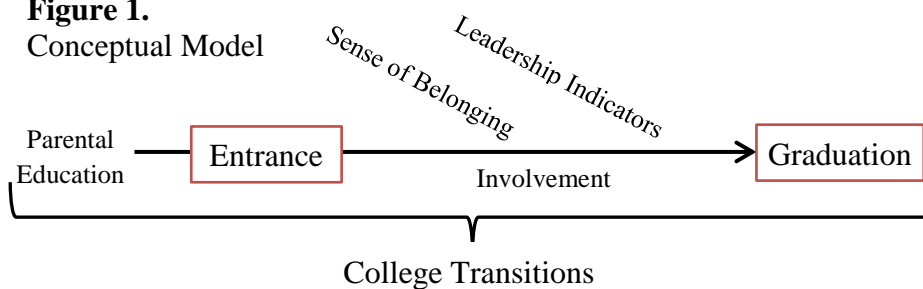 Figure 1.
Conceptual Model
Sense of Belonging
Leadership Indicators
Parental
Education
Entrance
Involvement
Graduation
College Transitions